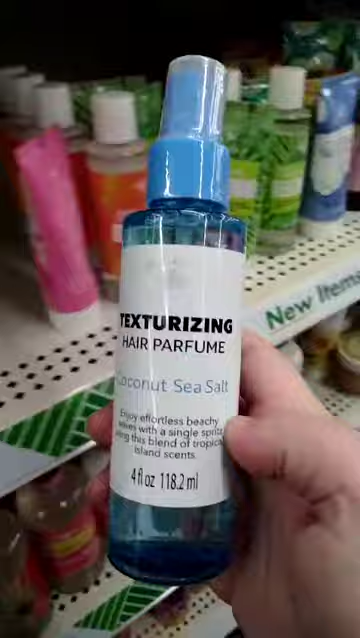 TEXTURIZING
HAIR PARFUME
Coconut Sea Salt
Enjoy effortless beachy
waves with a single spritz
using this blend of tropical
island scents.
4 fl oz 118.2 ml
New Items